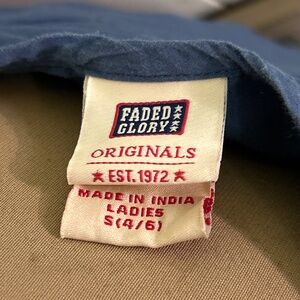 FADED
GLORY
ORIGINALS
EST. 1972
MADE IN INDIA
LADIES
S(4/6)